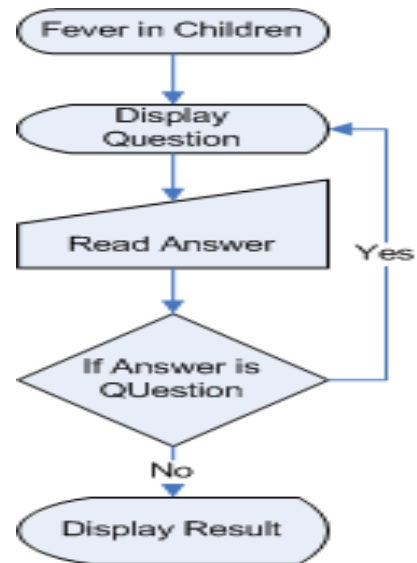 Fever in Children
Display
Question
Read Answer
Yes
If Answer is
QUestion
No
Display Result